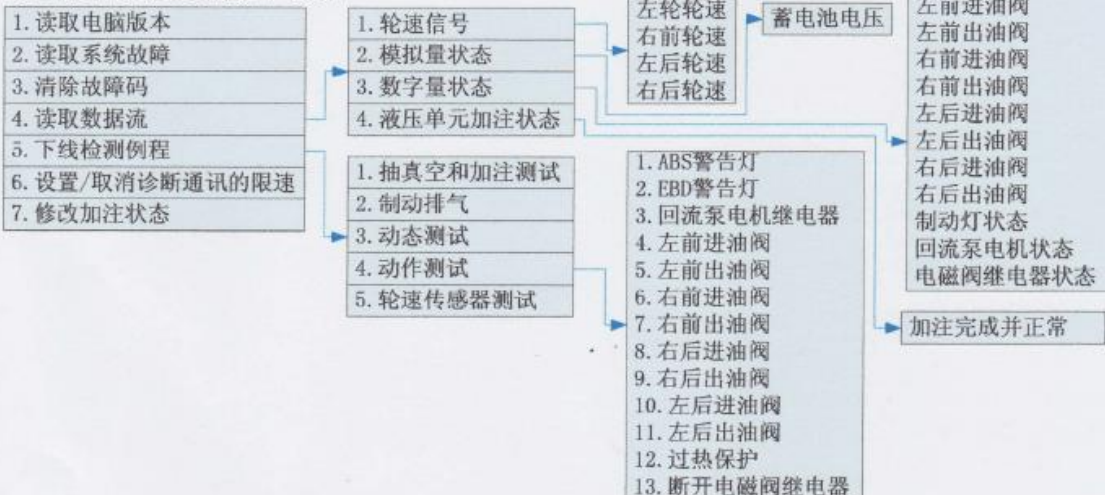 1.读取电脑版本
2.读取系统故障
3.清除故障码
4.读取数据流
5.下线检测例程
6.设置/取消诊断通讯的限速
7.修改加注状态
1.轮速信号
2.模拟量状态
3.数字量状态
4.液压单元加注状态
1.抽真空和加注测试
2.制动排气
3.动态测试
4.动作测试
5.轮速传感器测试
左轮轮速
右前轮速
左后轮速
右后轮速
蓄电池电压
1.ABS警告灯
2.EBD警告灯
3.回流泵电机继电器
4.左前进油阀
5.左前出油阀
6.右前进油阀
7.右前出油阀
8.右后进油阀
9.右后出油阀
10.左后进油阀
11.左后出油阀
12.过热保护
13.断开电磁阀继电器
左前进油阀
左前出油阀
右前进油阀
右前出油阀
左后进油阀
左后出油阀
右后进油阀
右后出油阀
制动灯状态
回流泵电机状态
电磁阀继电器状态
加注完成并正常